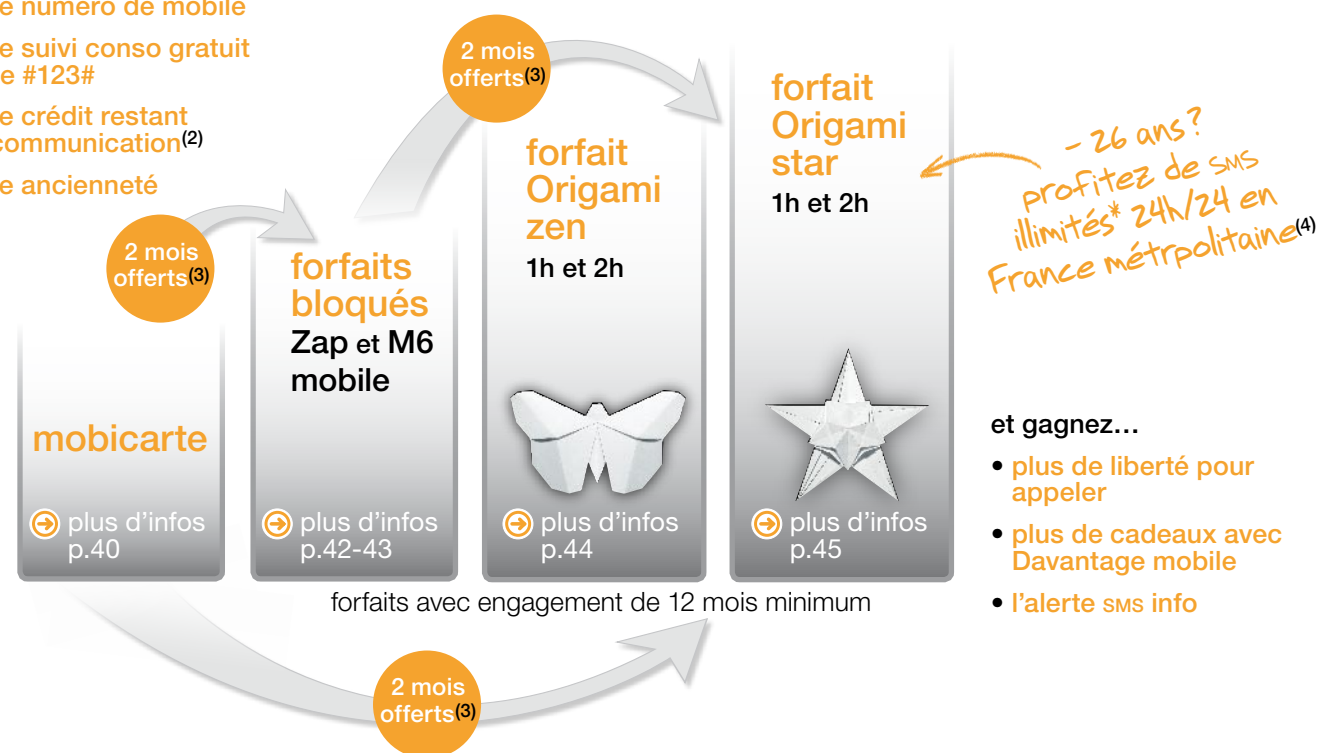 e numéro de mobile
e suivi conso gratuit
e #123#
e crédit restant
communication(2)
e ancienneté
2 mois
offerts(3)
2 mois
offerts(3)
mobicarte
plus d’infos
p.40
forfaits
bloqués
Zap et M6
mobile
plus d’infos
p.42-43
forfait
Origami
zen
1h et 2h
plus d’infos
p.44
forfait
Origami
star
1h et 2h
plus d’infos
p.45
- 26 ans?
profitez de SMS
illimités* 24h/24 en
France métrpolitaine(4)
et gagnez…
• plus de liberté pour
appeler
• plus de cadeaux avec
Davantage mobile
• l’alerte SMS info
forfaits avec engagement de 12 mois minimum
2 mois
offerts(3)